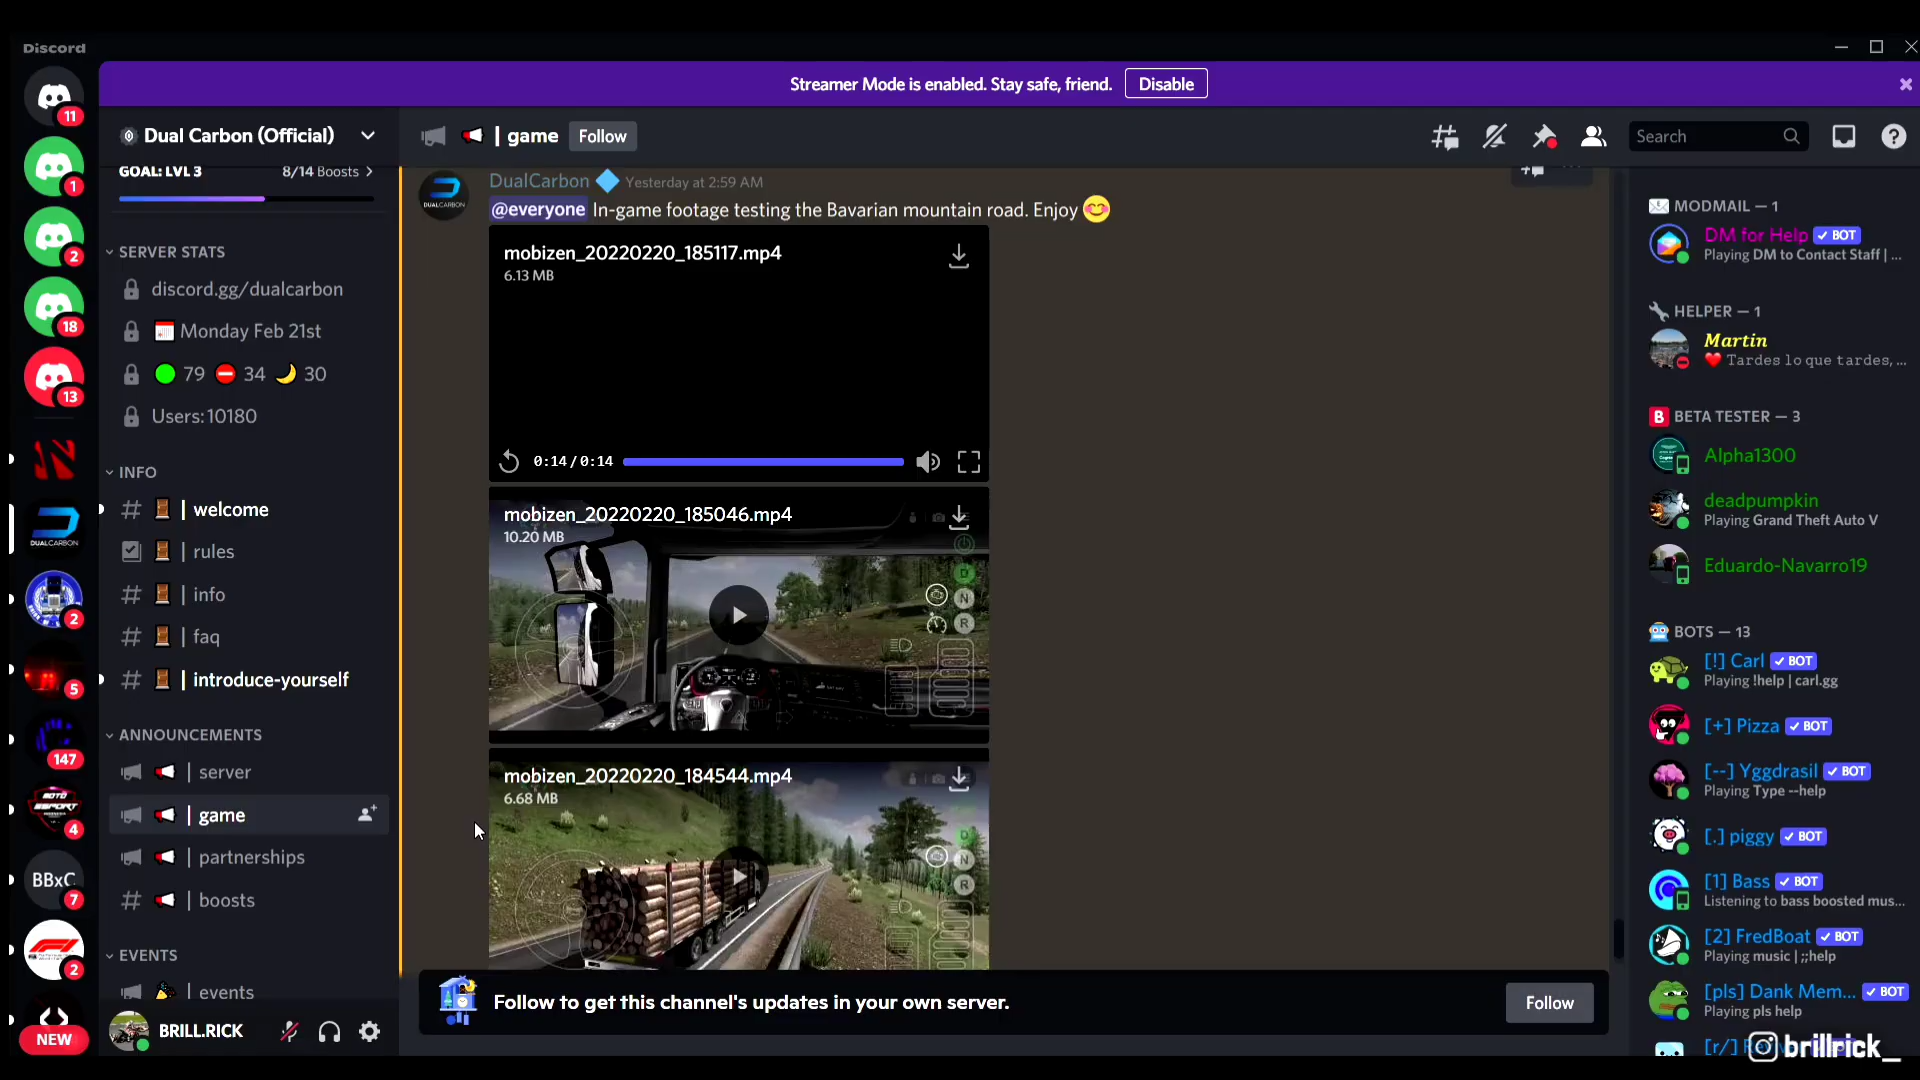 Discord
Streamer Mode is enabled. Stay safe, friend.
Disable
11
1
2
18
13
DUALCARBON
2
5
147
4
BBxC
7
2
NEW
Dual Carbon (Official)
GOAL: LVL 3
8/14 Boosts
SERVER STATS
discord.gg/dualcarbon
Monday Feb 21st
79
34
30
Users: 10180
INFO
| welcome
| rules
| info
| faq
| introduce-yourself
ANNOUNCEMENTS
| server
| game
| partnerships
| boosts
EVENTS
| events
BRILL.RICK
| game
Follow
Search
DUALCARBON
DualCarbon
Yesterday at 2:59 AM
@everyone In-game footage testing the Bavarian mountain road. Enjoy
mobizen_20220220_185117.mp4
6.13 MB
0:14/0:14
mobizen_20220220_185046.mp4
10.20 MB
D
N
R
mobizen_20220220_184544.mp4
6.68 MB
D
N
R
Follow to get this channel's updates in your own server.
Follow
MODMAIL — 1
DM for Help
BOT
Playing DM to Contact Staff | ...
HELPER — 1
Martin
Tardes lo que tardes, ...
B BETA TESTER — 3
Alpha1300
deadpumpkin
Playing Grand Theft Auto V
Eduardo-Navarro19
BOTS — 13
[!] Carl
BOT
Playing !help | carl.gg
[+] Pizza
BOT
[--] Yggdrasil
BOT
Playing Type --help
[.] piggy
BOT
[1] Bass
BOT
Listening to bass boosted mus...
[2] FredBoat
BOT
Playing music | ;;help
[pls] Dank Mem...
BOT
Playing pls help
[r/]
brillrick_